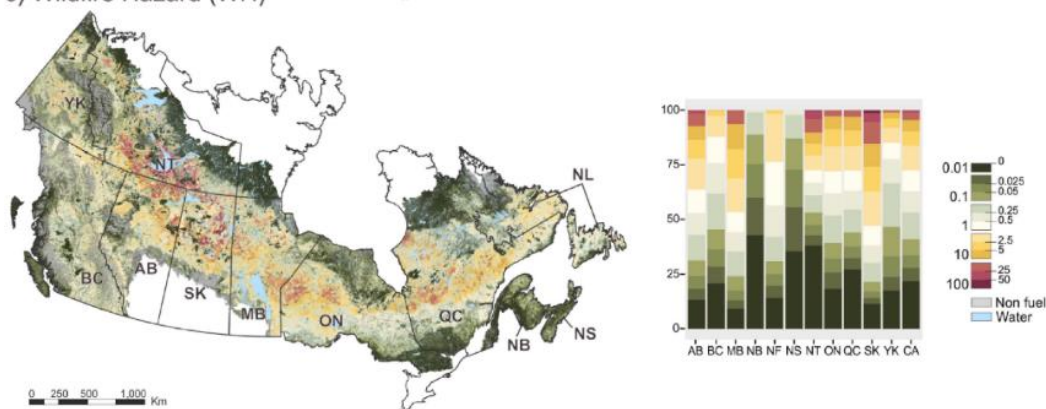 YK
NT
BC
AB
SK
MB
ON
QC
NL
NB
NS
0 250 500 1,000 Km
100
75
50
25
0
AB BC MB NB NF NS NT ON QC SK YK CA
0.01
0.1
1
10
100
0
0.025
0.05
0.25
0.5
2.5
5
25
50
Non fuel
Water